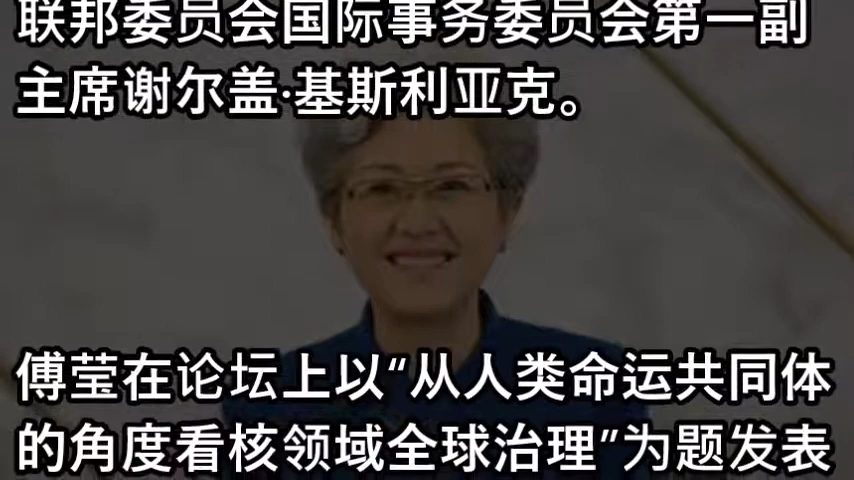 联邦委员会国际事务委员会第一副
主席谢尔盖·基斯利亚克。
傅莹在论坛上以“从人类命运共同体
的角度看核领域全球治理”为题发表